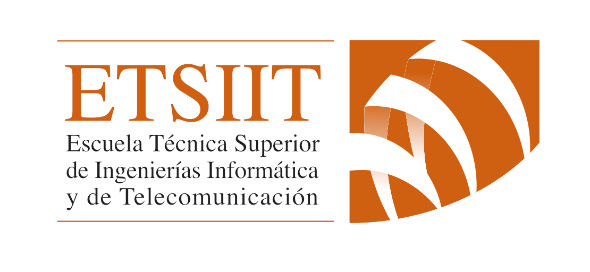 ETSIIT
Escuela Técnica Superior
de Ingenierías Informática
y de Telecomunicación